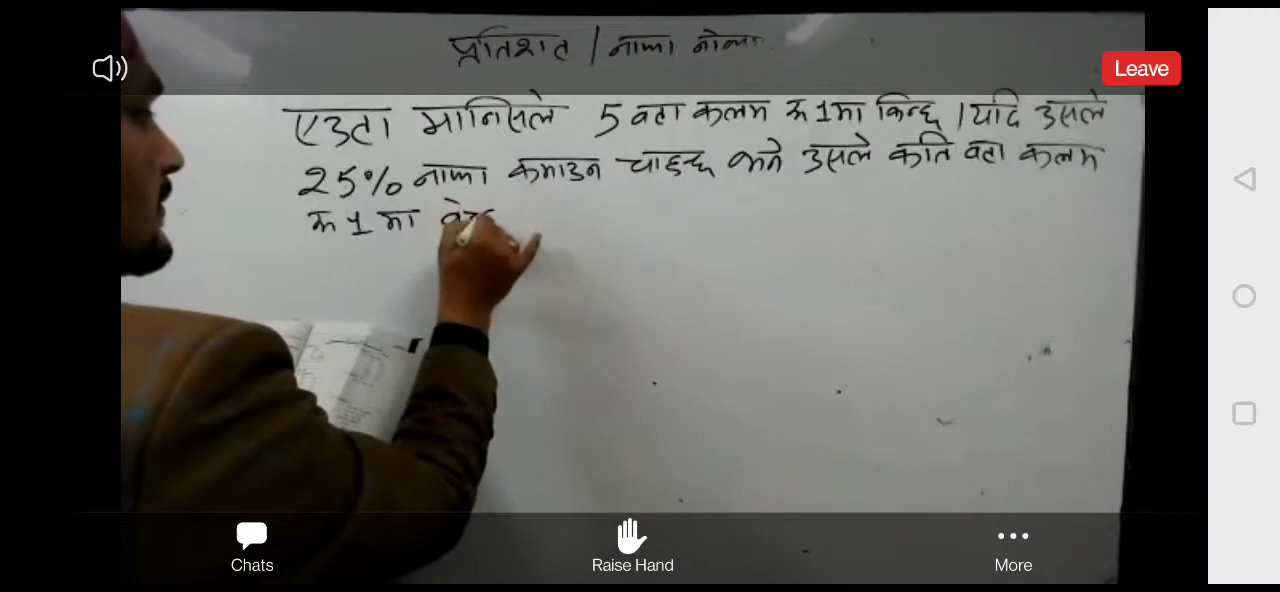 प्रतिशत / नाफा नोक्सा
Leave
एउटा मानिसले 5 वटा कलम रू 1 मा किन्छ । यदि उसले
25% नाफा कमाउन चाहन्छ भने उसले कति वटा कलम
रू 1 मा
Chats
Raise Hand
More